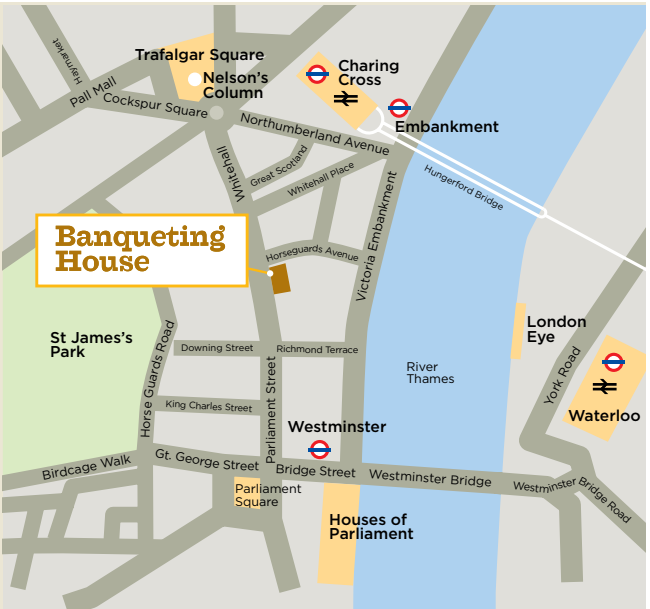 Haymarket
Trafalgar Square
Charing
Cross
Nelson's
Column
Pall Mall
Cockspur Square
Embankment
Northumberland Avenue
Great Scotland
Whitehall Place
Whitehall
Hungerford Bridge
Victoria Embankment
Banqueting
House
Horseguards Avenue
London
Eye
St James's
Park
Horse Guards Road
Downing Street
Richmond Terrace
River
Thames
York Road
King Charles Street
Parliament Street
Westminster
Waterloo
Birdcage Walk
Gt. George Street
Bridge Street
Westminster Bridge
Westminster Bridge Road
Parliament
Square
Houses of
Parliament